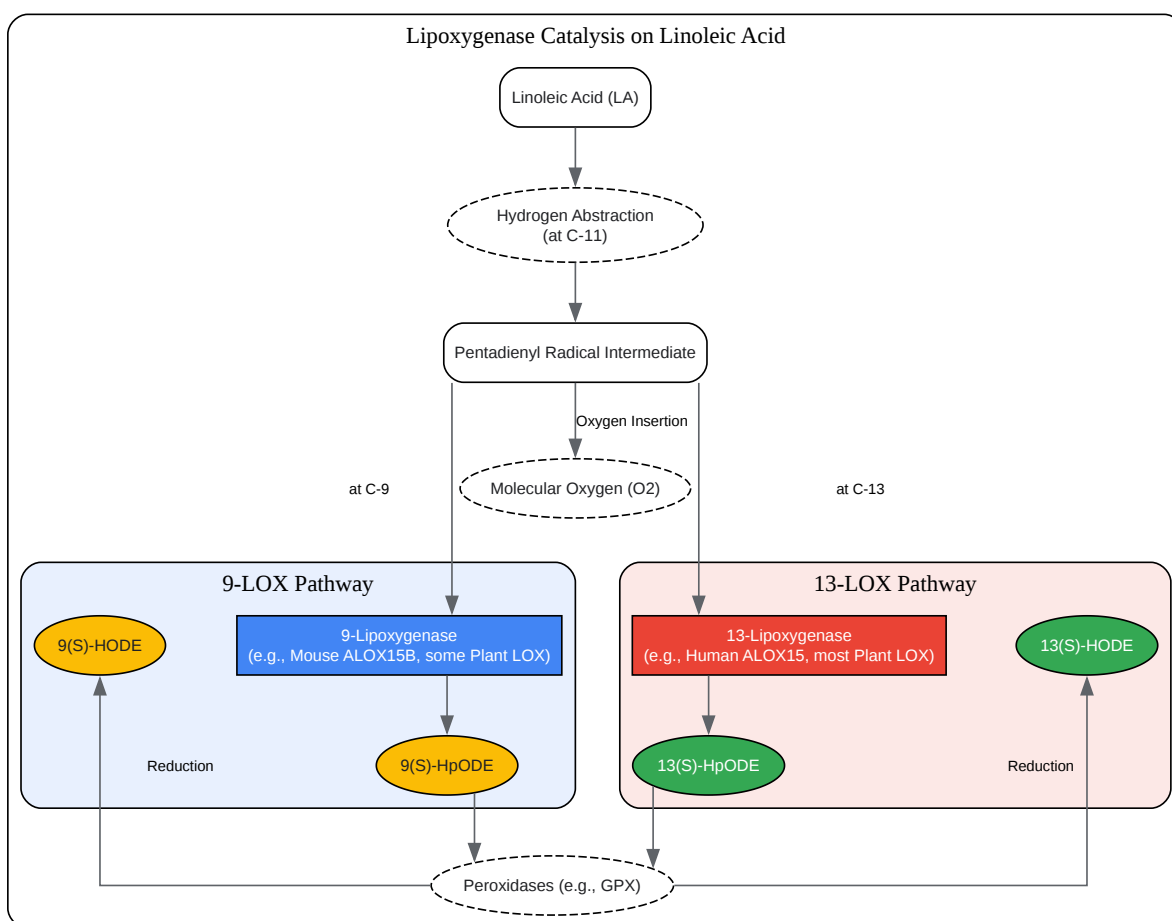 Lipoxygenase Catalysis on Linoleic Acid
Linoleic Acid (LA)
Hydrogen Abstraction
(at C-11)
Pentadienyl Radical Intermediate
Oxygen Insertion
at C-9
Molecular Oxygen (O2)
at C-13
9-LOX Pathway
13-LOX Pathway
9(S)-HODE
9-Lipoxygenase
(e.g., Mouse ALOX15B, some Plant LOX)
13-Lipoxygenase
(e.g., Human ALOX15, most Plant LOX)
13(S)-HODE
Reduction
9(S)-HpODE
13(S)-HpODE
Reduction
Peroxidases (e.g., GPX)